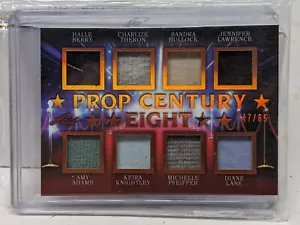 HALLE BERRY CHARLIZE THERON SANDRA BULLOCK JENNIFER LAWRENCE
PROP CENTURY
EIGHT
AMY ADAMS KEIRA KNIGHTLEY MICHELLE PFEIFFER DIANE LANE